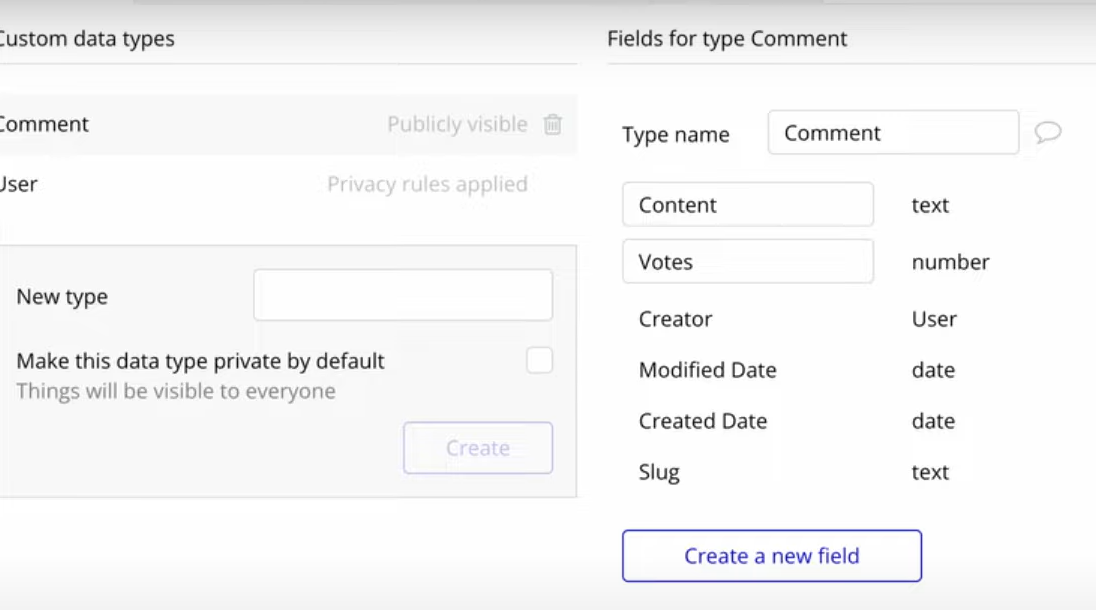 Custom data types
Comment
Publicly visible
User
Privacy rules applied
New type
Make this data type private by default
Things will be visible to everyone
Create
Fields for type Comment
Type name
Comment
Content
text
Votes
number
Creator
User
Modified Date
date
Created Date
date
Slug
text
Create a new field